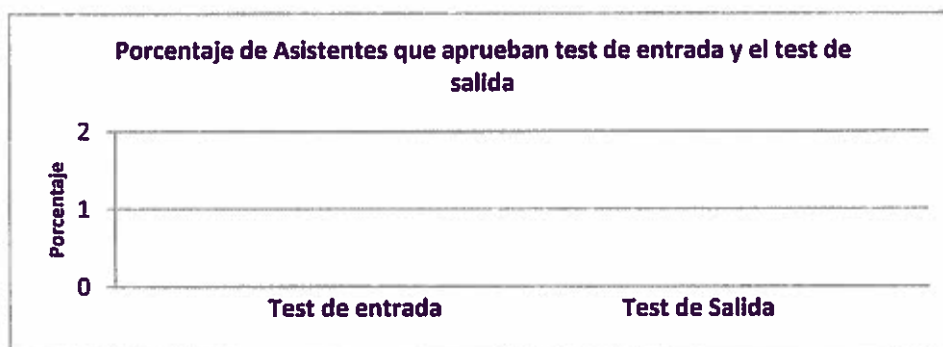 Porcentaje de Asistentes que aprueban test de entrada y el test de
salida
Porcentaje
2
1
0
Test de entrada
Test de Salida